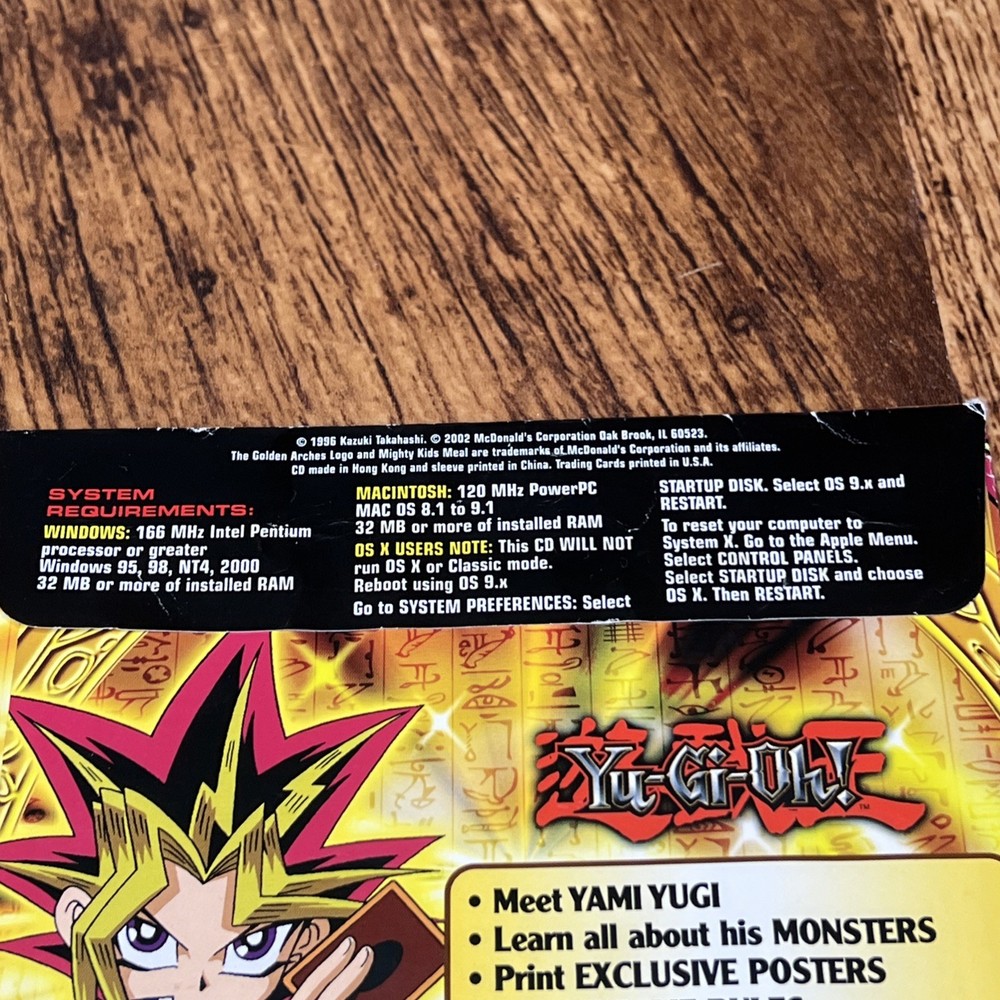 © 1996 Kazuki Takahashi. © 2002 McDonald's Corporation Oak Brook, IL 60523.
The Golden Arches Logo and Mighty Kids Meal are trademarks of McDonald's Corporation and its affiliates.
CD made in Hong Kong and sleeve printed in China. Trading Cards printed in U.S.A.
SYSTEM
REQUIREMENTS:
WINDOWS: 166 MHz Intel Pentium
processor or greater
Windows 95, 98, NT4, 2000
32 MB or more of installed RAM
MACINTOSH: 120 MHz PowerPC
MAC OS 8.1 to 9.1
32 MB or more of installed RAM
OS X USERS NOTE: This CD WILL NOT
run OS X or Classic mode.
Reboot using OS 9.x
Go to SYSTEM PREFERENCES: Select
STARTUP DISK. Select OS 9.x and
RESTART.
To reset your computer to
System X. Go to the Apple Menu.
Select CONTROL PANELS.
Select STARTUP DISK and choose
OS X. Then RESTART.
遊戯王
Yu-Gi-Oh!
TM
• Meet YAMI YUGI
• Learn all about his MONSTERS
• Print EXCLUSIVE POSTERS